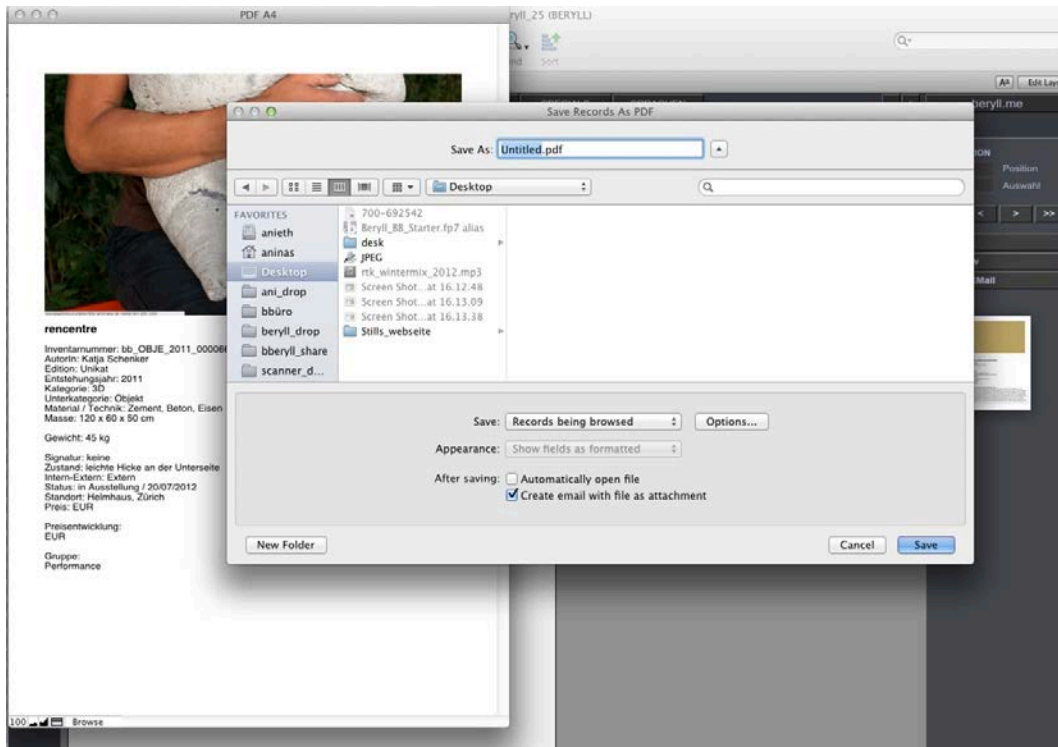 PDF A4
ryll_25 (BERYLL)
Sort
Edit Lay
beryll.me
Save Records As PDF
Save As: Untitled.pdf
Desktop
ION
Position
Auswahl
< > >>
Mail
FAVORITES
anieth
aninas
Desktop
ani_drop
bbüro
beryll_drop
bberyll_share
scanner_d...
700-692542
Beryll_BB_Starter.fp7 alias
desk
JPEG
rtk_wintermix_2012.mp3
Screen Shot...at 16.12.48
Screen Shot...at 16.13.09
Screen Shot...at 16.13.38
Stills_webseite
Save: Records being browsed Options...
Appearance: Show fields as formatted
After saving: Automatically open file
Create email with file as attachment
New Folder Cancel Save
rencentre
Inventarnummer: bb_OBJE_2011_00006
AutorIn: Katja Schenker
Edition: Unikat
Entstehungsjahr: 2011
Kategorie: 3D
Unterkategorie: Objekt
Material / Technik: Zement, Beton, Eisen
Masse: 120 x 60 x 50 cm
Gewicht: 45 kg
Signatur: keine
Zustand: leichte Hicke an der Unterseite
Intern-Extern: Extern
Status: in Ausstellung / 20/07/2012
Standort: Helmhaus, Zürich
Preis: EUR
Preisentwicklung:
EUR
Gruppe:
Performance
100 Browse